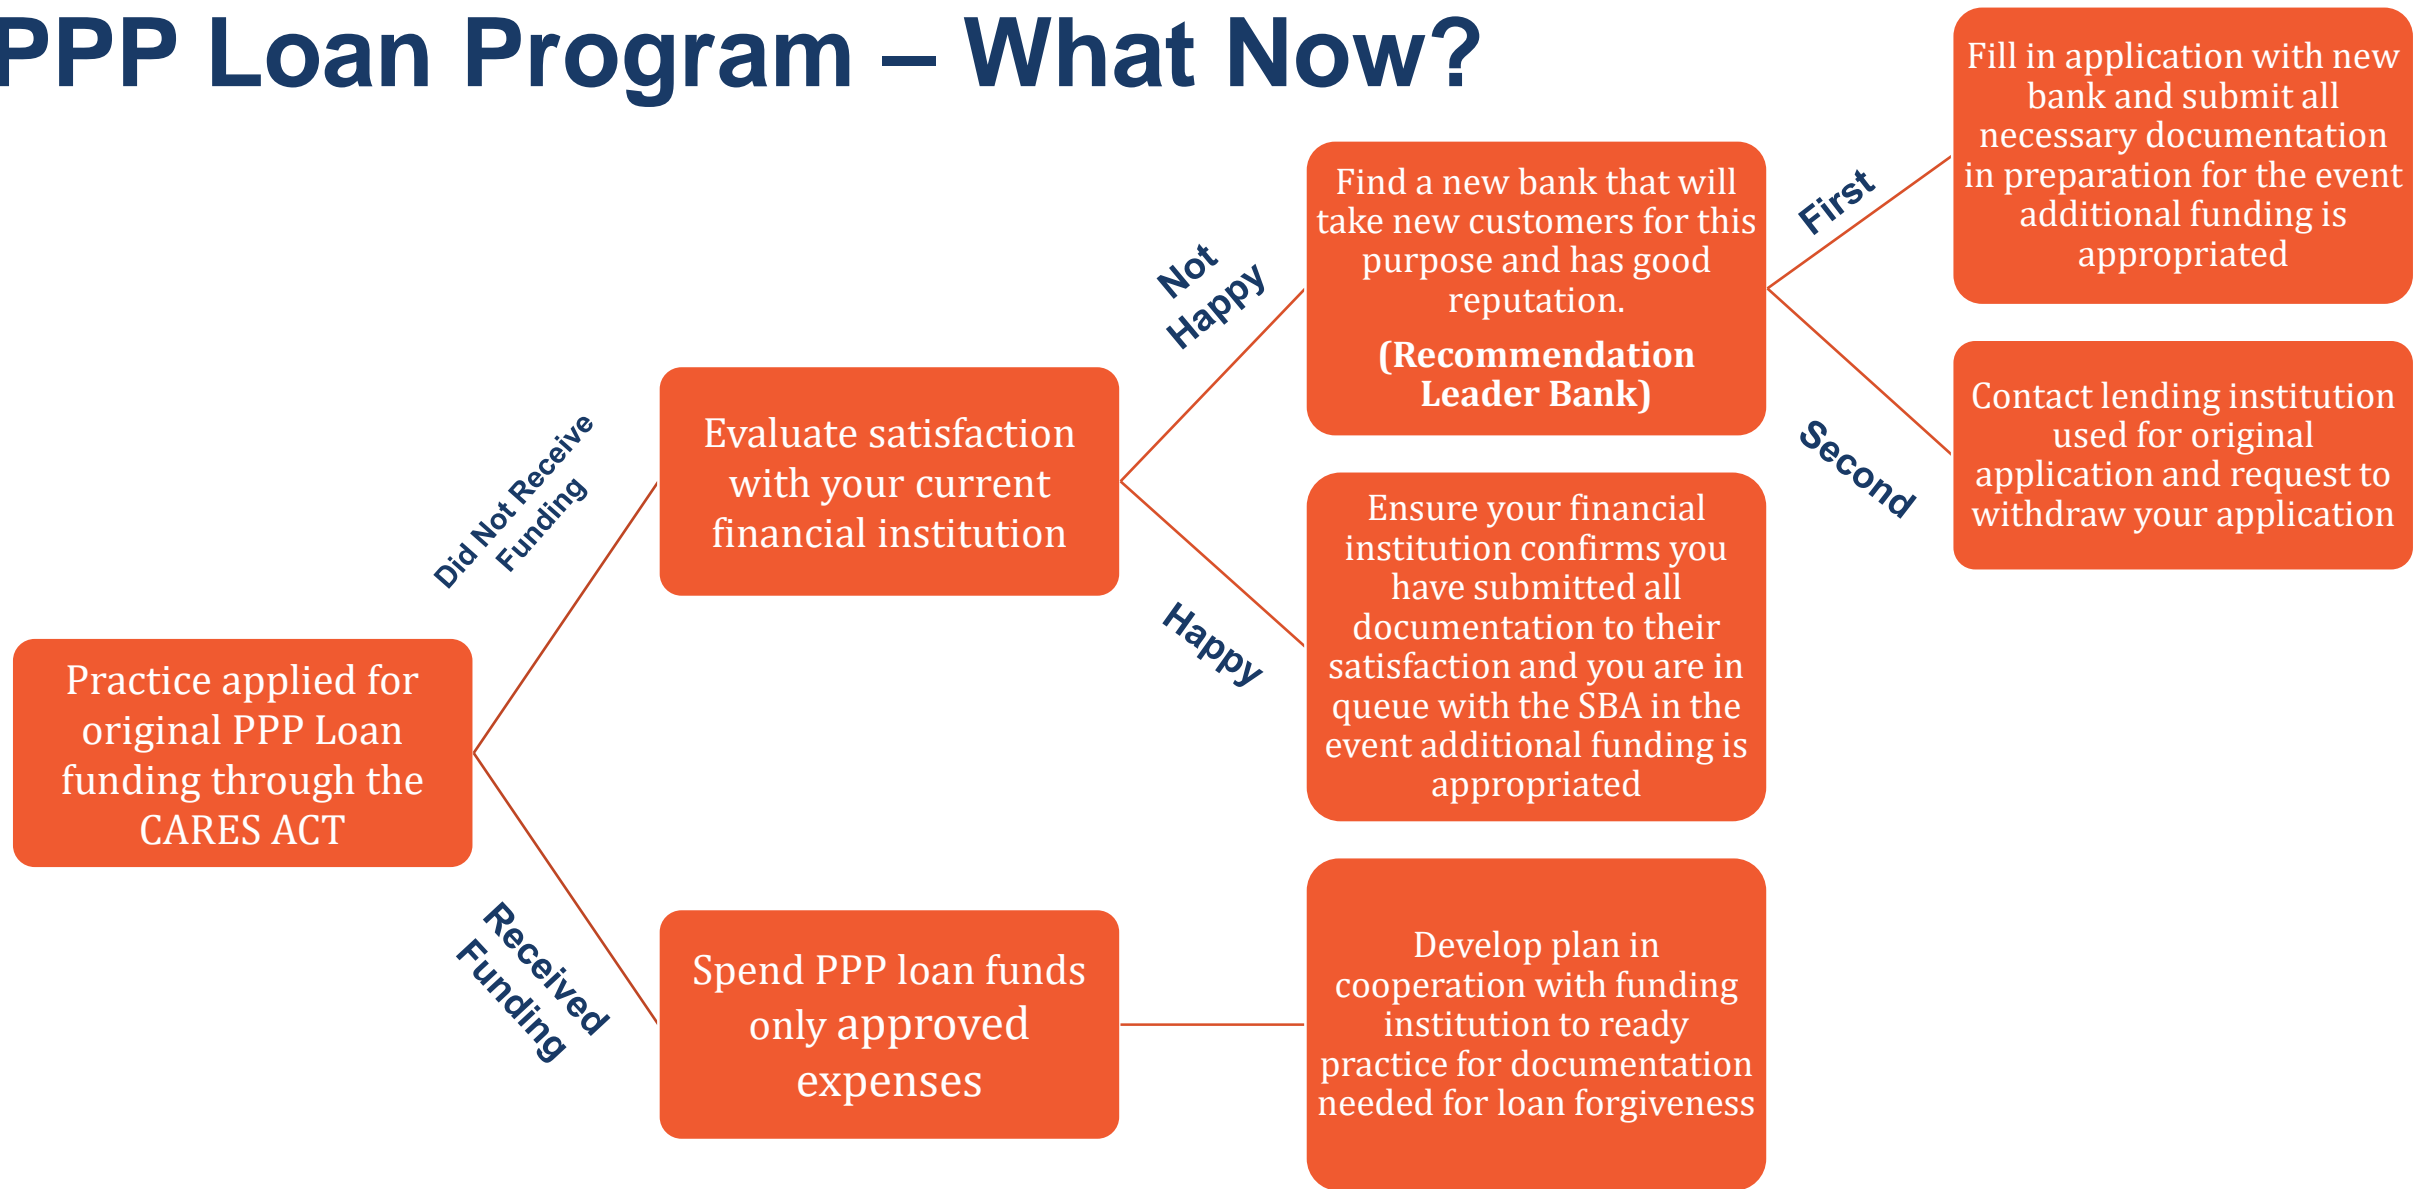 PPP Loan Program – What Now?
Practice applied for
original PPP Loan
funding through the
CARES ACT
Did Not Receive
Funding
Evaluate satisfaction
with your current
financial institution
Not
Happy
Find a new bank that will
take new customers for this
purpose and has good
reputation.
(Recommendation
Leader Bank)
First
Fill in application with new
bank and submit all
necessary documentation
in preparation for the event
additional funding is
appropriated
Second
Contact lending institution
used for original
application and request to
withdraw your application
Happy
Ensure your financial
institution confirms you
have submitted all
documentation to their
satisfaction and you are in
queue with the SBA in the
event additional funding is
appropriated
Received
Funding
Spend PPP loan funds
only approved
expenses
Develop plan in
cooperation with funding
institution to ready
practice for documentation
needed for loan forgiveness